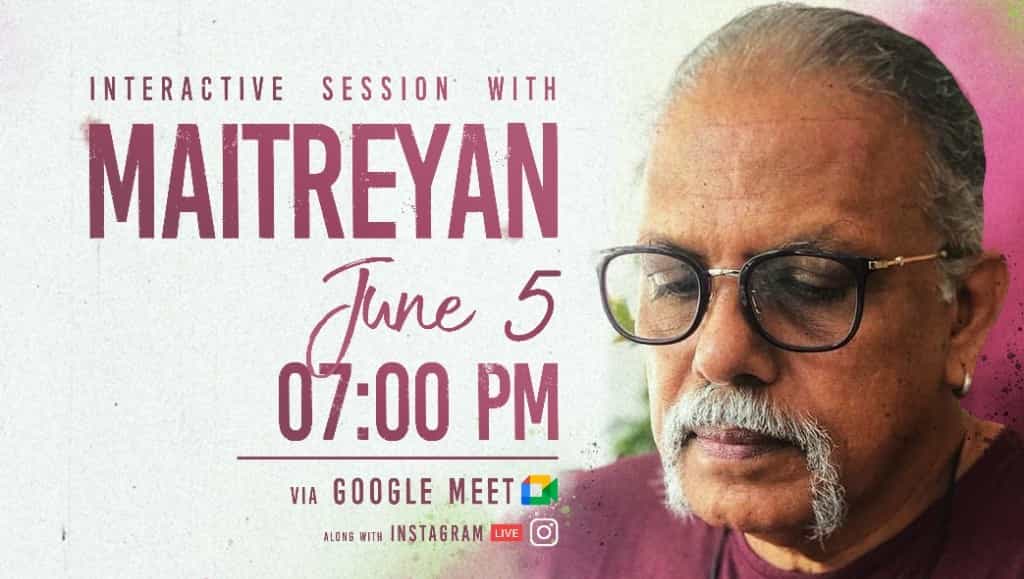 INTERACTIVE SESSION WITH
MAITREYAN
June 5
07:00 PM
VIA GOOGLE MEET
ALONG WITH INSTAGRAM LIVE